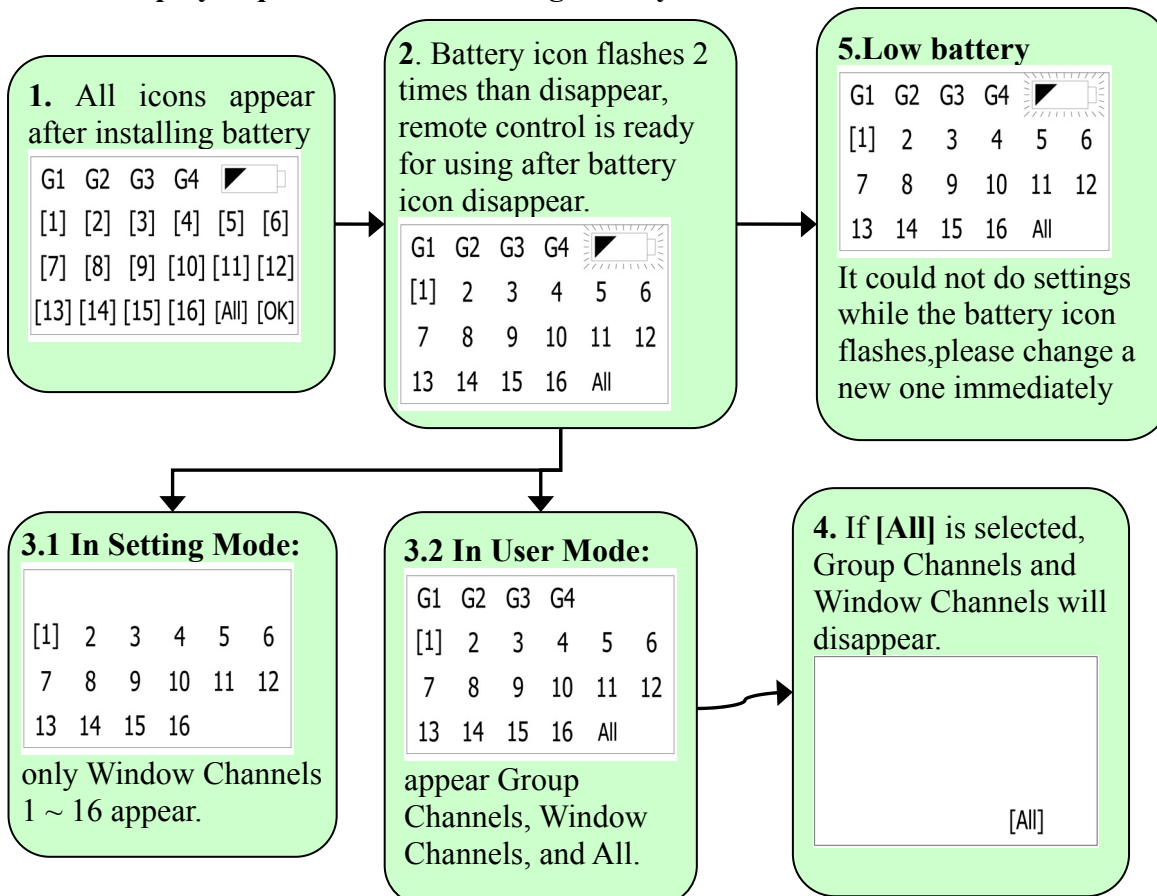 1. All icons appear
after installing battery
G1 G2 G3 G4
[1] [2] [3] [4] [5] [6]
[7] [8] [9] [10] [11] [12]
[13] [14] [15] [16] [All] [OK]
2. Battery icon flashes 2
times than disappear,
remote control is ready
for using after battery
icon disappear.
G1 G2 G3 G4
[1] 2 3 4 5 6
7 8 9 10 11 12
13 14 15 16 All
5.Low battery
G1 G2 G3 G4
[1] 2 3 4 5 6
7 8 9 10 11 12
13 14 15 16 All
It could not do settings
while the battery icon
flashes,please change a
new one immediately
3.1 In Setting Mode:
[1] 2 3 4 5 6
7 8 9 10 11 12
13 14 15 16
only Window Channels
1 ~ 16 appear.
3.2 In User Mode:
G1 G2 G3 G4
[1] 2 3 4 5 6
7 8 9 10 11 12
13 14 15 16 All
appear Group
Channels, Window
Channels, and All.
4. If [All] is selected,
Group Channels and
Window Channels will
disappear.
[All]